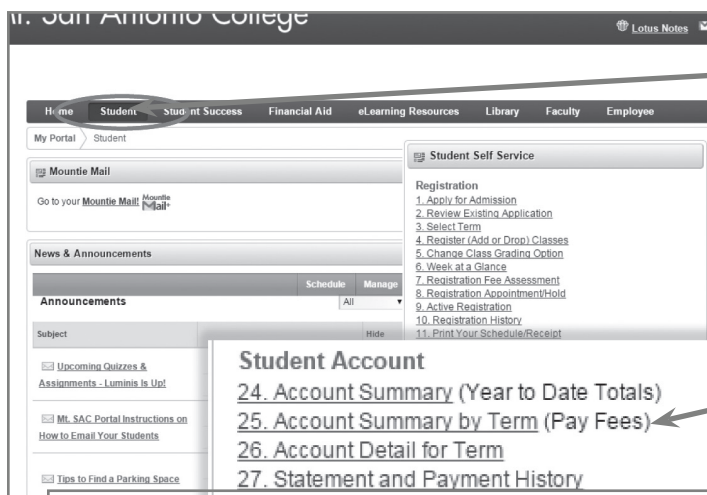 Mt. San Antonio College
Lotus Notes
Home Student Student Success Financial Aid eLearning Resources Library Faculty Employee
My Portal Student
Mountie Mail
Go to your Mountie Mail! Mountie Mail+
News & Announcements
Schedule Manage
Announcements All
Subject Hide
Upcoming Quizzes &
Assignments - Luminis Is Up!
Mt. SAC Portal Instructions on
How to Email Your Students
Tips to Find a Parking Space
Student Self Service
Registration
1. Apply for Admission
2. Review Existing Application
3. Select Term
4. Register (Add or Drop) Classes
5. Change Class Grading Option
6. Week at a Glance
7. Registration Fee Assessment
8. Registration Appointment/Hold
9. Active Registration
10. Registration History
11. Print Your Schedule/Receipt
Student Account
24. Account Summary (Year to Date Totals)
25. Account Summary by Term (Pay Fees)
26. Account Detail for Term
27. Statement and Payment History